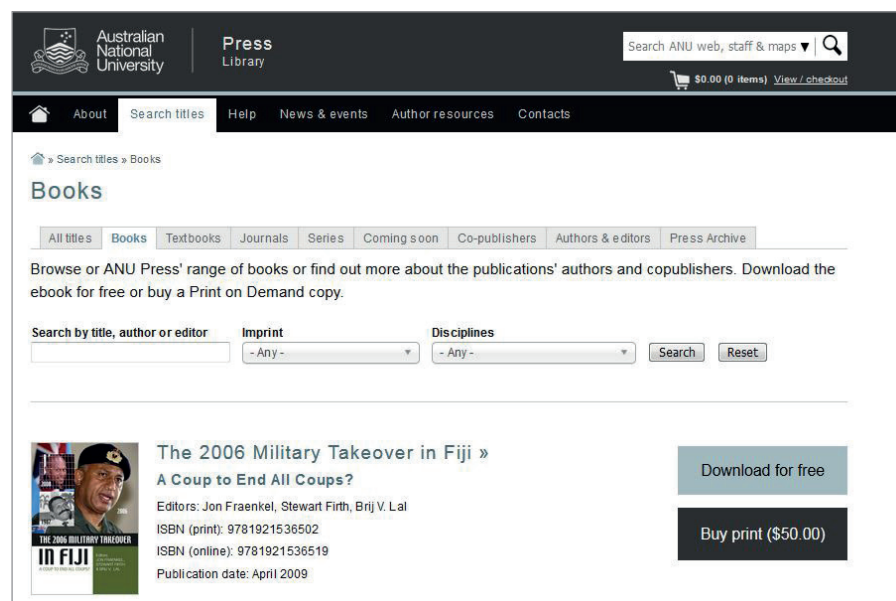 Australian
National
University
Press
Library
Search ANU web, staff & maps
$0.00 (0 items) View / checkout
About Search titles Help News & events Author resources Contacts
» Search titles » Books
Books
All titles Books Textbooks Journals Series Coming soon Co-publishers Authors & editors Press Archive
Browse or ANU Press' range of books or find out more about the publications' authors and copublishers. Download the
ebook for free or buy a Print on Demand copy.
Search by title, author or editor Imprint Disciplines
- Any - - Any - Search Reset
The 2006 Military Takeover in Fiji »
A Coup to End All Coups?
Editors: Jon Fraenkel, Stewart Firth, Brij V. Lal
ISBN (print): 9781921536502
ISBN (online): 9781921536519
Publication date: April 2009
Download for free
Buy print ($50.00)
THE 2006 MILITARY TAKEOVER
IN FIJI
A COUP TO END ALL COUPS?